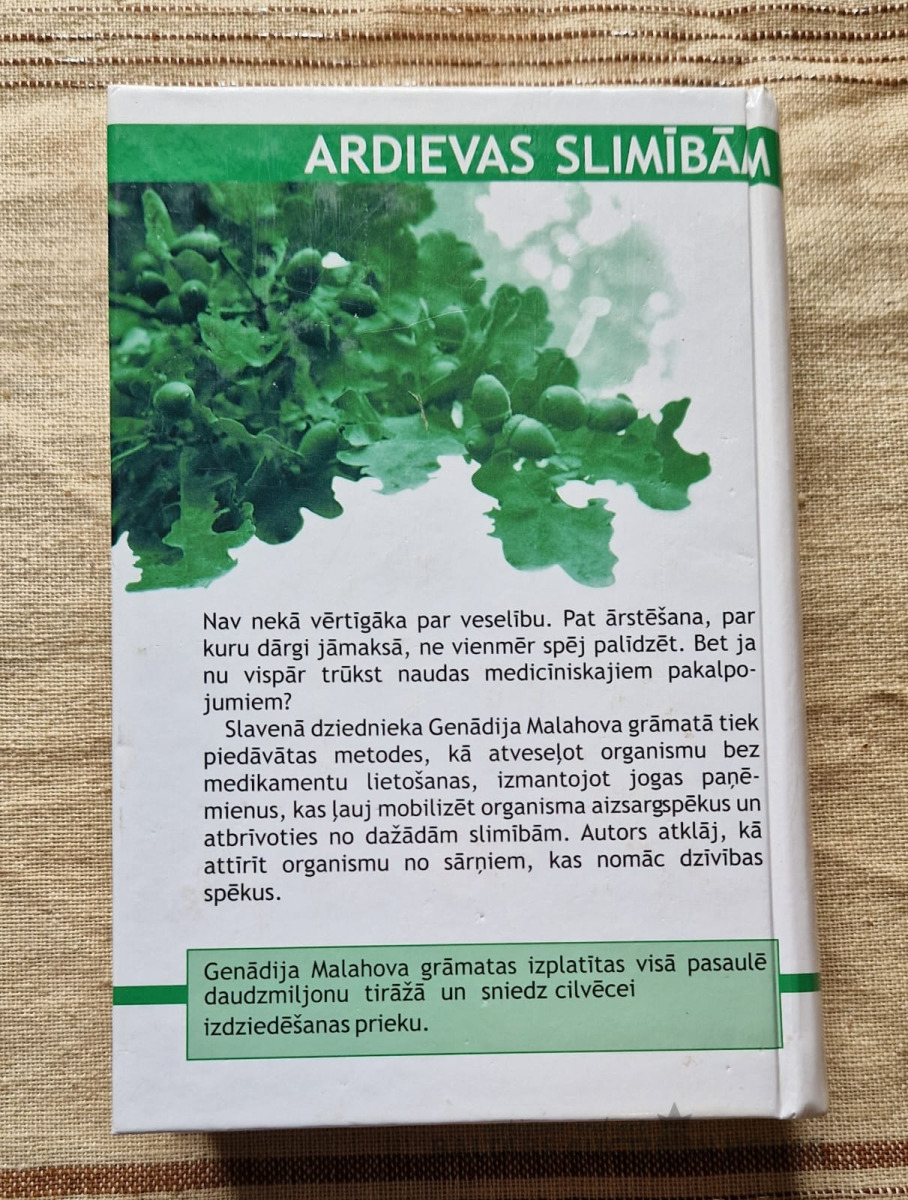 ARDIEVAS SLIMĪBĀM
Nav nekā vērtīgāka par veselību. Pat ārstēšana, par
kuru dārgi jāmaksā, ne vienmēr spēj palīdzēt. Bet ja
nu vispār trūkst naudas medicīniskajiem pakalpo-
jumiem?
Slavenā dziednieka Genādija Malahova grāmatā tiek
piedāvātas metodes, kā atveseļot organismu bez
medikamentu lietošanas, izmantojot jogas paņē-
mienus, kas ļauj mobilizēt organisma aizsargspēkus un
atbrīvoties no dažādām slimībām. Autors atklāj, kā
attīrīt organismu no sārņiem, kas nomāc dzīvības
spēkus.
Genādija Malahova grāmatas izplatītas visā pasaulē
daudzmiljonu tirāžā un sniedz cilvēcei
izdziedēšanas prieku.